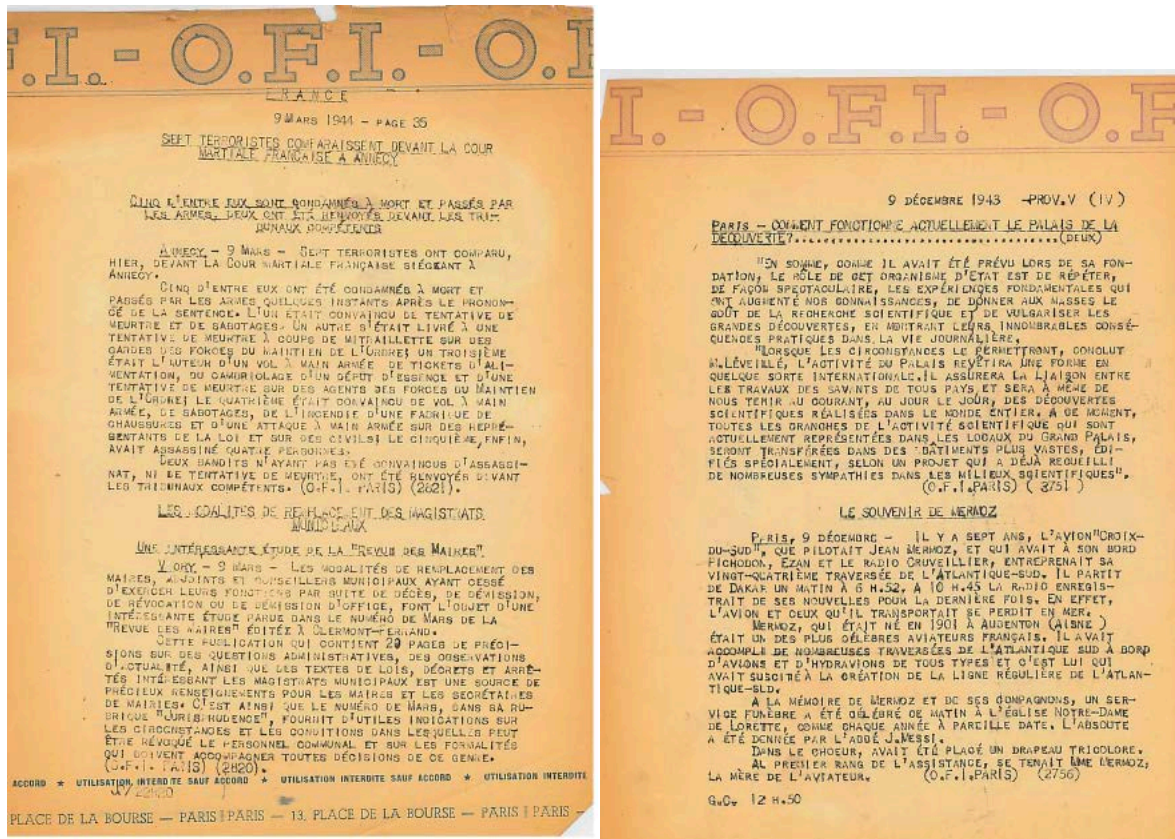 F.I. - O.F.I. - O.F
FRANCE
9 MARS 1944 - PAGE 35
SEPT TERRORISTES COMPARAISSENT DEVANT LA COUR
MARTIALE FRANCAISE A ANNECY
CINQ D'ENTRE EUX SONT CONDAMNÉS À MORT ET PASSÉS PAR
LES ARMES. DEUX ONT ÉTÉ RENVOYÉS DEVANT LES TRI-
BUNAUX COMPÉTENTS
ANNECY - 9 MARS - SEPT TERRORISTES ONT COMPARU,
HIER, DEVANT LA COUR MARTIALE FRANÇAISE SIÉGEANT À
ANNECY.
CINQ D'ENTRE EUX ONT ÉTÉ CONDAMNÉS À MORT ET
PASSÉS PAR LES ARMES QUELQUES INSTANTS APRÈS LE PRONON-
CÉ DE LA SENTENCE. L'UN ÉTAIT CONVAINCU DE TENTATIVE DE
MEURTRE ET DE SABOTAGES. UN AUTRE S'ÉTAIT LIVRÉ À UNE
TENTATIVE DE MEURTRE À COUPS DE MITRAILLETTE SUR DES
GARDES DES FORCES DU MAINTIEN DE L'ORDRE; UN TROISIÈME
ÉTAIT L'AUTEUR D'UN VOL À MAIN ARMÉE DE TICKETS D'ALI-
MENTATION, DU CAMBRIOLAGE D'UN DÉPÔT D'ESSENCE ET D'UNE
TENTATIVE DE MEURTRE SUR DES AGENTS DES FORCES DU MAINTIEN
DE L'ORDRE; LE QUATRIÈME ÉTAIT CONVAINCU DE VOL À MAIN
ARMÉE, DE SABOTAGES, DE L'INCENDIE D'UNE FABRIQUE DE
CHAUSSURES ET D'UNE ATTAQUE À MAIN ARMÉE SUR DES REPRÉ-
SENTANTS DE LA LOI ET SUR DES CIVILS; LE CINQUIÈME, ENFIN,
AVAIT ASSASSINÉ QUATRE PERSONNES.
DEUX BANDITS N'AYANT PAS ÉTÉ CONVAINCUS D'ASSASSI-
NAT, NI DE TENTATIVE DE MEURTRE, ONT ÉTÉ RENVOYÉS DEVANT
LES TRIBUNAUX COMPÉTENTS. (O.F.I. PARIS) (2821).
LES MODALITÉS DE REMPLACEMENT DES MAGISTRATS
MUNICIPAUX
UNE INTÉRESSANTE ÉTUDE DE LA "REVUE DES MAIRES".
VICHY - 9 MARS - LES MODALITÉS DE REMPLACEMENT DES
MAIRES, ADJOINTS ET CONSEILLERS MUNICIPAUX AYANT CESSÉ
D'EXERCER LEURS FONCTIONS PAR SUITE DE DÉCÈS, DE DÉMISSION,
DE RÉVOCATION OU DE DÉMISSION D'OFFICE, FONT L'OBJET D'UNE
INTÉRESSANTE ÉTUDE PARUE DANS LE NUMÉRO DE MARS DE LA
"REVUE DES MAIRES" ÉDITÉE À CLERMONT-FERRAND.
CETTE PUBLICATION QUI CONTIENT 20 PAGES DE PRÉCI-
SIONS SUR DES QUESTIONS ADMINISTRATIVES, DES OBSERVATIONS
D'ACTUALITÉ, AINSI QUE DES TEXTES DE LOIS, DÉCRETS ET ARRÊ-
TÉS INTÉRESSANT LES MAGISTRATS MUNICIPAUX EST UNE SOURCE DE
PRÉCIEUX RENSEIGNEMENTS POUR LES MAIRES ET LES SECRÉTAIRES
DE MAIRIES. C'EST AINSI QUE LE NUMÉRO DE MARS, DANS SA RU-
BRIQUE "JURISPRUDENCE", FOURNIT D'UTILES INDICATIONS SUR
LES CIRCONSTANCES ET LES CONDITIONS DANS LESQUELLES PEUT
ÊTRE RÉVOQUÉ LE PERSONNEL COMMUNAL ET SUR LES FORMALITÉS
QUI DOIVENT ACCOMPAGNER TOUTES DÉCISIONS DE CE GENRE.
(O.F.I. PARIS) (2820).
ACCORD ★ UTILISATION INTERDITE SAUF ACCORD ★ UTILISATION INTERDITE SAUF ACCORD ★ UTILISATION INTERDITE
PLACE DE LA BOURSE — PARIS PARIS — 13, PLACE DE LA BOURSE — PARIS PARIS —
I. - O.F.I. - O.F
9 DÉCEMBRE 1943 -PROV.V (IV)
PARIS - COMMENT FONCTIONNE ACTUELLEMENT LE PALAIS DE LA
DÉCOUVERTE?..................................(DEUX)
"EN SOMME, COMME IL AVAIT ÉTÉ PRÉVU LORS DE SA FON-
DATION, LE RÔLE DE CET ORGANISME D'ETAT EST DE RÉPÉTER,
DE FAÇON SPECTACULAIRE, LES EXPÉRIENCES FONDAMENTALES QUI
ONT AUGMENTÉ NOS CONNAISSANCES, DE DONNER AUX MASSES LE
GOÛT DE LA RECHERCHE SCIENTIFIQUE ET DE VULGARISER LES
GRANDES DÉCOUVERTES, EN MONTRANT LEURS INNOMBRABLES CONSÉ-
QUENCES PRATIQUES DANS LA VIE JOURNALIÈRE.
"LORSQUE LES CIRCONSTANCES LE PERMETTRONT, CONCLUT
M.LÉVEILLÉ, L'ACTIVITÉ DU PALAIS REVÊTIRA UNE FORME EN
QUELQUE SORTE INTERNATIONALE. IL ASSURERA LA LIAISON ENTRE
LES TRAVAUX DES SAVANTS DE TOUS PAYS ET SERA À MÊME DE
NOUS TENIR AU COURANT, AU JOUR LE JOUR, DES DÉCOUVERTES
SCIENTIFIQUES RÉALISÉES DANS LE MONDE ENTIER. A CE MOMENT,
TOUTES LES BRANCHES DE L'ACTIVITÉ SCIENTIFIQUE QUI SONT
ACTUELLEMENT REPRÉSENTÉES DANS LES LOCAUX DU GRAND PALAIS,
SERONT TRANSFÉRÉES DANS DES BÂTIMENTS PLUS VASTES, ÉDI-
FIÉS SPÉCIALEMENT, SELON UN PROJET QUI A DÉJÀ RECUEILLI
DE NOMBREUSES SYMPATHIES DANS LES MILIEUX SCIENTIFIQUES".
(O.F.I.PARIS) ( 3751 )
LE SOUVENIR DE MERMOZ
PARIS, 9 DÉCEMBRE - IL Y A SEPT ANS, L'AVION "CROIX-
DU-SUD", QUE PILOTAIT JEAN MERMOZ, ET QUI AVAIT À SON BORD
PICHODON, EZAN ET LE RADIO CRUVEILLIER, ENTREPRENAIT SA
VINGT-QUATRIÈME TRAVERSÉE DE L'ATLANTIQUE-SUD. IL PARTIT
DE DAKAR UN MATIN À 6 H.52. A 10 H.45 LA RADIO ENREGIS-
TRAIT DE SES NOUVELLES POUR LA DERNIÈRE FOIS. EN EFFET,
L'AVION ET CEUX QU'IL TRANSPORTAIT SE PERDIT EN MER.
MERMOZ, QUI ÉTAIT NÉ EN 1901 À AUBENTON (AISNE)
ÉTAIT UN DES PLUS CÉLÈBRES AVIATEURS FRANÇAIS. IL AVAIT
ACCOMPLI DE NOMBREUSES TRAVERSÉES DE L'ATLANTIQUE SUD À BORD
D'AVIONS ET D'HYDRAVIONS DE TOUS TYPES ET C'EST LUI QUI
AVAIT SUSCITÉ À LA CRÉATION DE LA LIGNE RÉGULIÈRE DE L'ATLAN-
TIQUE-SUD.
A LA MÉMOIRE DE MERMOZ ET DE SES COMPAGNONS, UN SER-
VICE FUNÈBRE A ÉTÉ CÉLÉBRÉ CE MATIN À L'ÉGLISE NOTRE-DAME
DE LORETTE, COMME CHAQUE ANNÉE À PAREILLE DATE. L'ABSOUTE
A ÉTÉ DONNÉE PAR L'ABBÉ J.MESSI.
DANS LE CHOEUR, AVAIT ÉTÉ PLACÉ UN DRAPEAU TRICOLORE.
AU PREMIER RANG DE L'ASSISTANCE, SE TENAIT MME MERMOZ,
LA MÈRE DE L'AVIATEUR. (O.F.I.PARIS) (2756)
G.C. 12 H.50